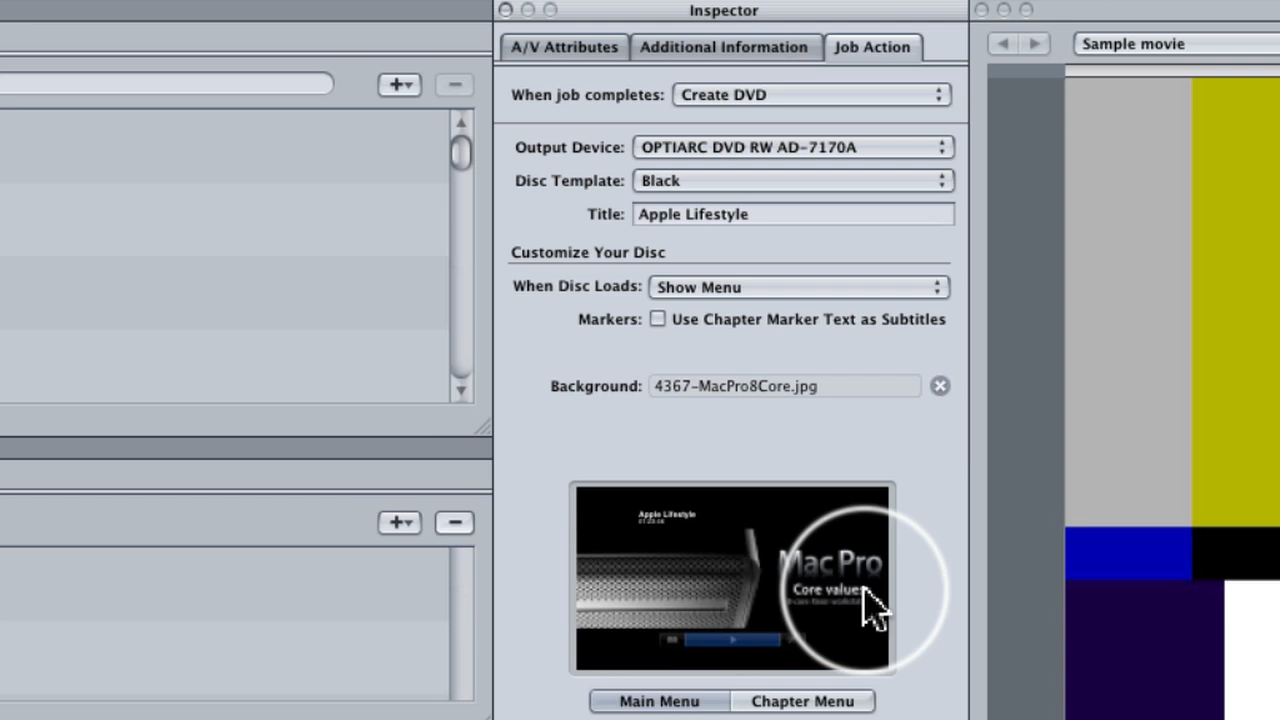 Inspector
A/V Attributes
Additional Information
Job Action
Sample movie
When job completes: Create DVD
Output Device: OPTIARC DVD RW AD-7170A
Disc Template: Black
Title: Apple Lifestyle
Customize Your Disc
When Disc Loads: Show Menu
Markers: Use Chapter Marker Text as Subtitles
Background: 4367-MacPro8Core.jpg
Apple Lifestyle
Mac Pro
Core values
Main Menu
Chapter Menu